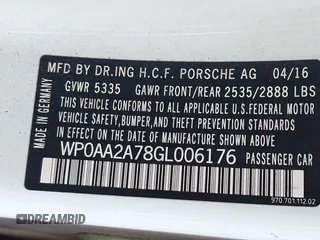 MFD BY DR.ING H.C.F. PORSCHE AG 04/16
GVWR 5335 GAWR FRONT/REAR 2535/2888 LBS
THIS VEHICLE CONFORMS TO ALL APPLICABLE U.S.FEDERAL MOTOR
VEHICLE SAFETY, BUMPER, AND THEFT PREVENTION STANDARDS
IN EFFECT ON THE DATE OF MANUFACTURE SHOWN ABOVE.
WP0AA2A78GL006176 PASSENGER CAR
MADE IN GERMANY
970.701.112.02
DREAMBID